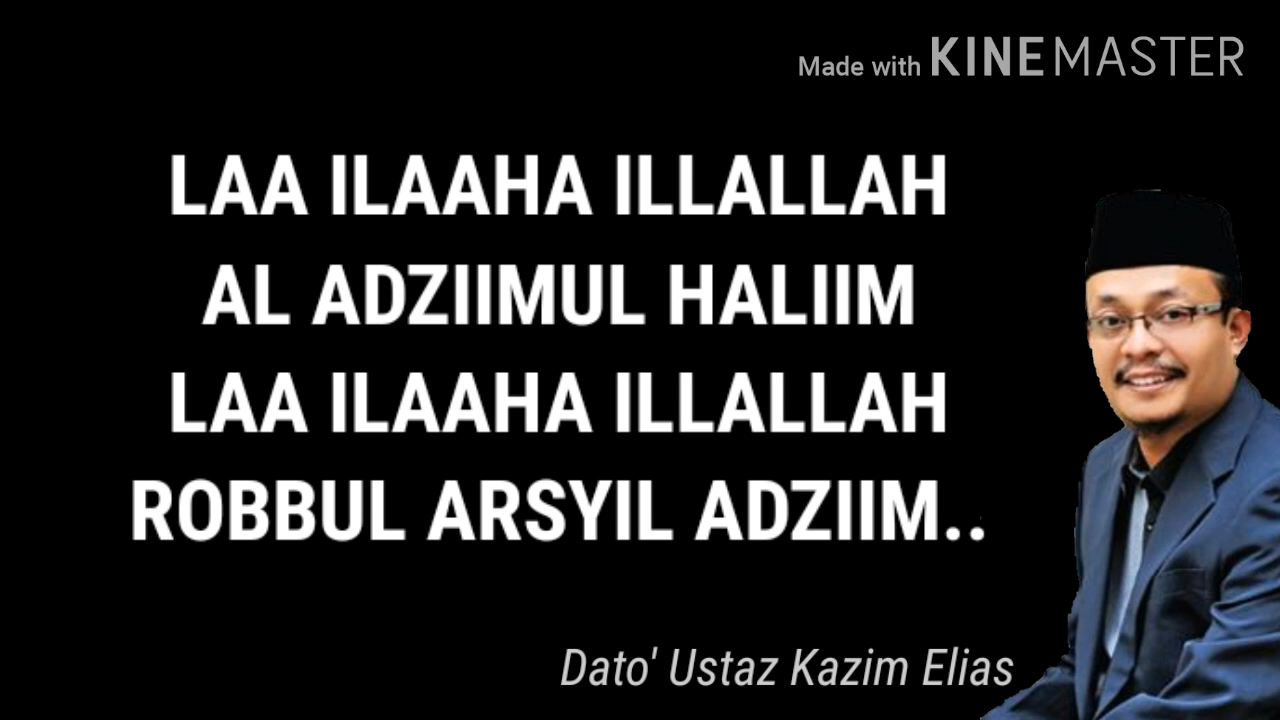 Made with KINEMASTER
LAA ILAAHA ILLALLAH
AL ADZIIMUL HALIIM
LAA ILAAHA ILLALLAH
ROBBUL ARSYIL ADZIIM..
Dato' Ustaz Kazim Elias